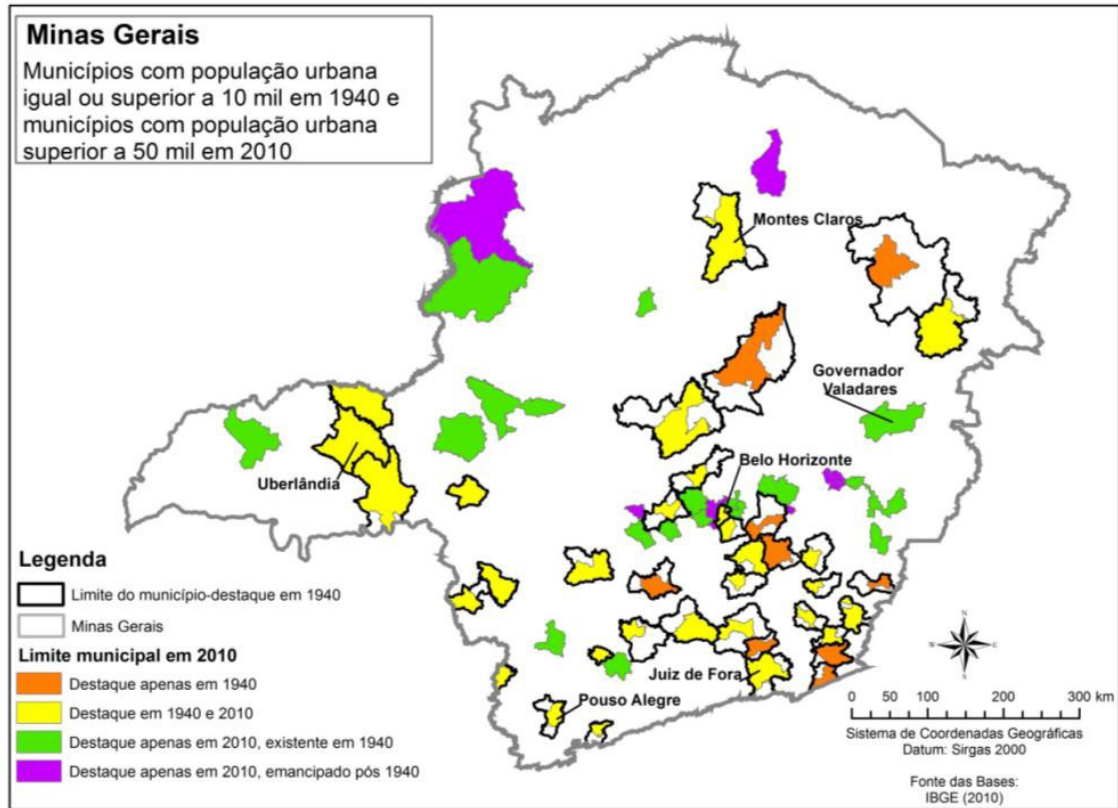 Minas Gerais
Municípios com população urbana
igual ou superior a 10 mil em 1940 e
municípios com população urbana
superior a 50 mil em 2010
Montes Claros
Governador
Valadares
Belo Horizonte
Uberlândia
Juiz de Fora
Pouso Alegre
Legenda
Limite do município-destaque em 1940
Minas Gerais
Limite municipal em 2010
Destaque apenas em 1940
Destaque em 1940 e 2010
Destaque apenas em 2010, existente em 1940
Destaque apenas em 2010, emancipado pós 1940
0 50 100 200 300 km
Sistema de Coordenadas Geográficas
Datum: Sirgas 2000
Fonte das Bases:
IBGE (2010)